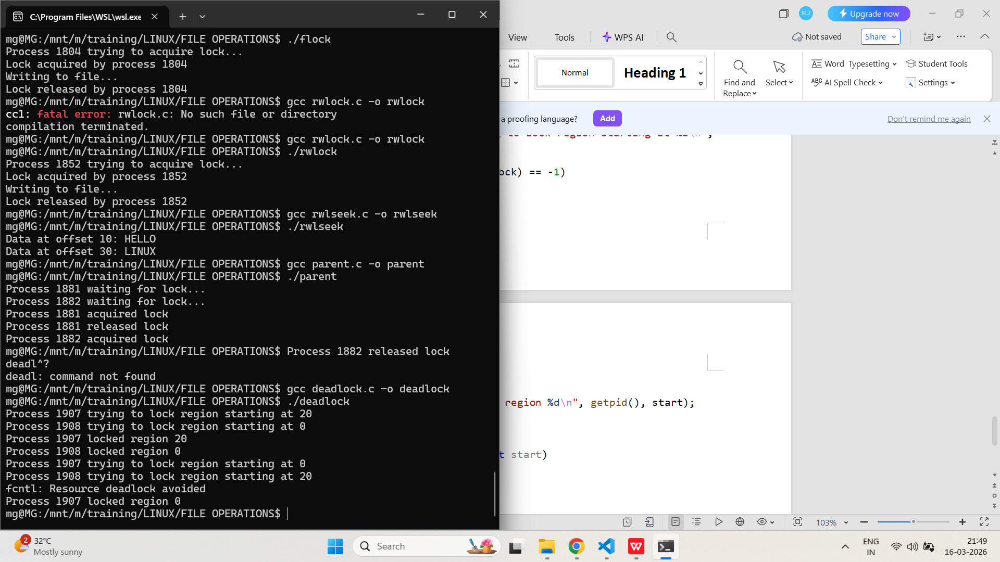 C:\Program Files\WSL\wsl.exe
mg@MG:/mnt/m/training/LINUX/FILE OPERATIONS$ ./flock
Process 1804 trying to acquire lock...
Lock acquired by process 1804
Writing to file...
Lock released by process 1804
mg@MG:/mnt/m/training/LINUX/FILE OPERATIONS$ gcc rwlock.c -o rwlock
cc1: fatal error: rwlock.c: No such file or directory
compilation terminated.
mg@MG:/mnt/m/training/LINUX/FILE OPERATIONS$ gcc rwlock.c -o rwlock
mg@MG:/mnt/m/training/LINUX/FILE OPERATIONS$ ./rwlock
Process 1852 trying to acquire lock...
Lock acquired by process 1852
Writing to file...
Lock released by process 1852
mg@MG:/mnt/m/training/LINUX/FILE OPERATIONS$ gcc rwlseek.c -o rwlseek
mg@MG:/mnt/m/training/LINUX/FILE OPERATIONS$ ./rwlseek
Data at offset 10: HELLO
Data at offset 30: LINUX
mg@MG:/mnt/m/training/LINUX/FILE OPERATIONS$ gcc parent.c -o parent
mg@MG:/mnt/m/training/LINUX/FILE OPERATIONS$ ./parent
Process 1881 waiting for lock...
Process 1882 waiting for lock...
Process 1881 acquired lock
Process 1881 released lock
Process 1882 acquired lock
mg@MG:/mnt/m/training/LINUX/FILE OPERATIONS$ Process 1882 released lock
deadl^?
deadl: command not found
mg@MG:/mnt/m/training/LINUX/FILE OPERATIONS$ gcc deadlock.c -o deadlock
mg@MG:/mnt/m/training/LINUX/FILE OPERATIONS$ ./deadlock
Process 1907 trying to lock region starting at 20
Process 1908 trying to lock region starting at 0
Process 1907 locked region 20
Process 1908 locked region 0
Process 1907 trying to lock region starting at 0
Process 1908 trying to lock region starting at 20
fcntl: Resource deadlock avoided
Process 1907 locked region 0
mg@MG:/mnt/m/training/LINUX/FILE OPERATIONS$
MU Upgrade now
View Tools WPS AI Not saved Share
Normal Heading 1
Find and Replace
Select
Word Typesetting Student Tools
AI Spell Check Settings
a proofing language? Add Don't remind me again
to lock region starting at %d\n",
ock) == -1)
region %d\n", getpid(), start);
t start)
103%
2 32°C
Mostly sunny
Search
ENG
IN
21:49
16-03-2026